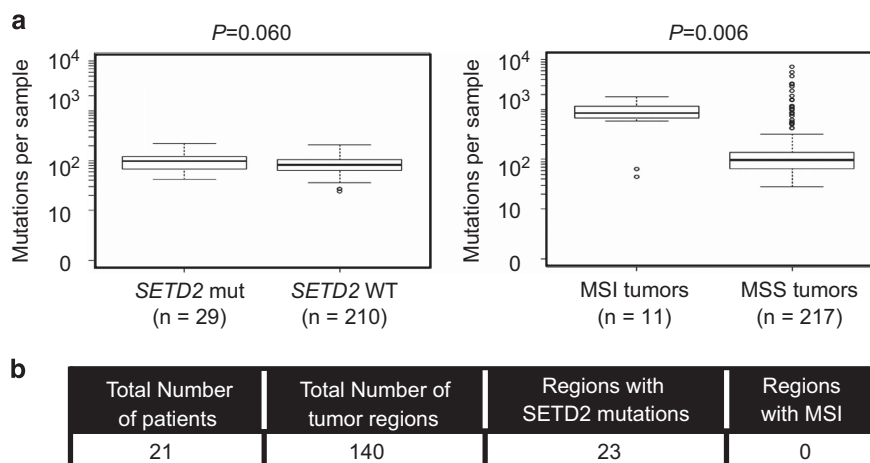 a
P=0.060
P=0.006
Mutations per sample
10^4
10^3
10^2
10
0
SETD2 mut
(n = 29)
SETD2 WT
(n = 210)
Mutations per sample
10^4
10^3
10^2
10
0
MSI tumors
(n = 11)
MSS tumors
(n = 217)
b
Total Number
of patients
Total Number of
tumor regions
Regions with
SETD2 mutations
Regions
with MSI
21
140
23
0